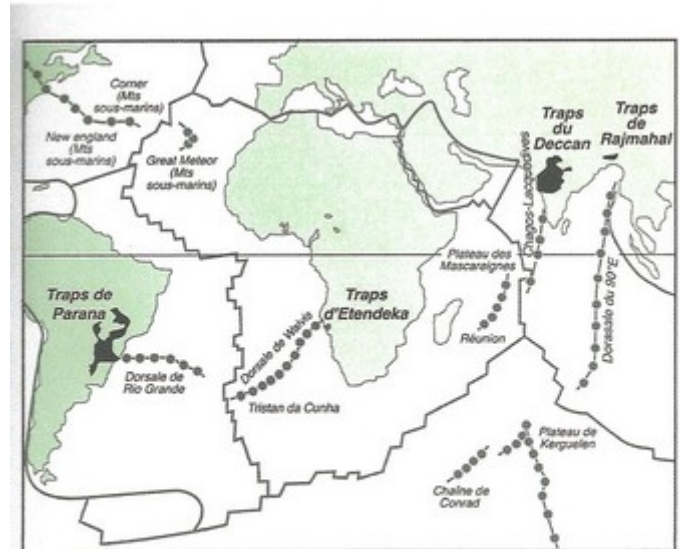 Corner
(Mts
sous-marins)
New england
(Mts
sous-marins)
Great Meteor
(Mts
sous-marins)
Traps
du
Deccan
Traps
de
Rajmahal
Chagos-Lacquedives
Plateau des
Mascareignes
Réunion
Dorasale du 90°E
Traps de
Parana
Dorsale de
Rio Grande
Dorsale de Walvis
Traps
d'Etendeka
Tristan da Cunha
Plateau de
Kerguelen
Chaîne de
Conrad